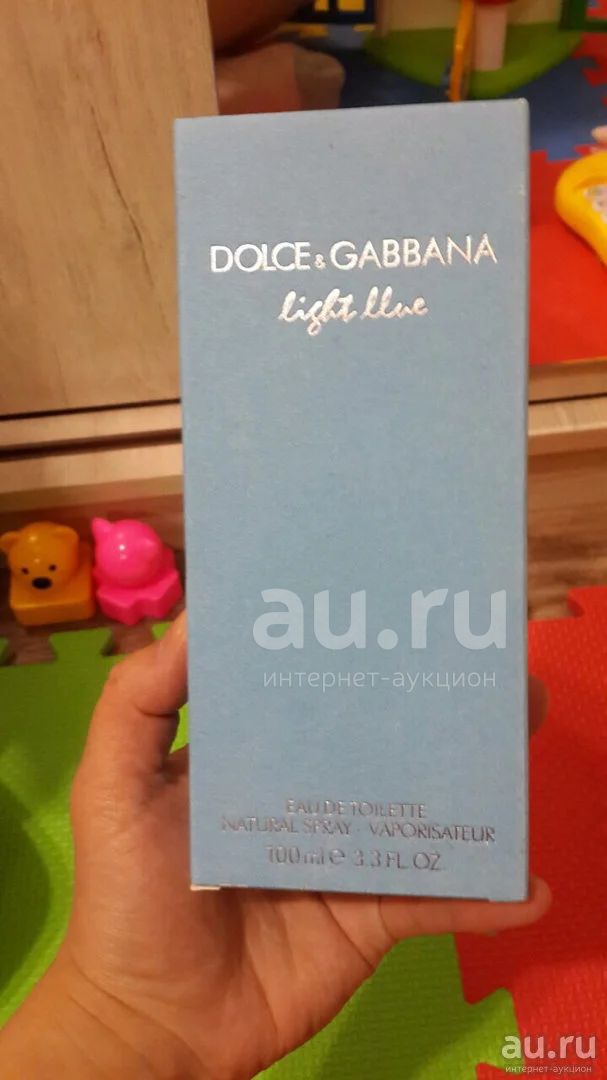 DOLCE & GABBANA
light blue
au.ru
интернет-аукцион
EAU DE TOILETTE
NATURAL SPRAY - VAPORISATEUR
100 ml e 3.3 FL. OZ.
au.ru
интернет-аукцион